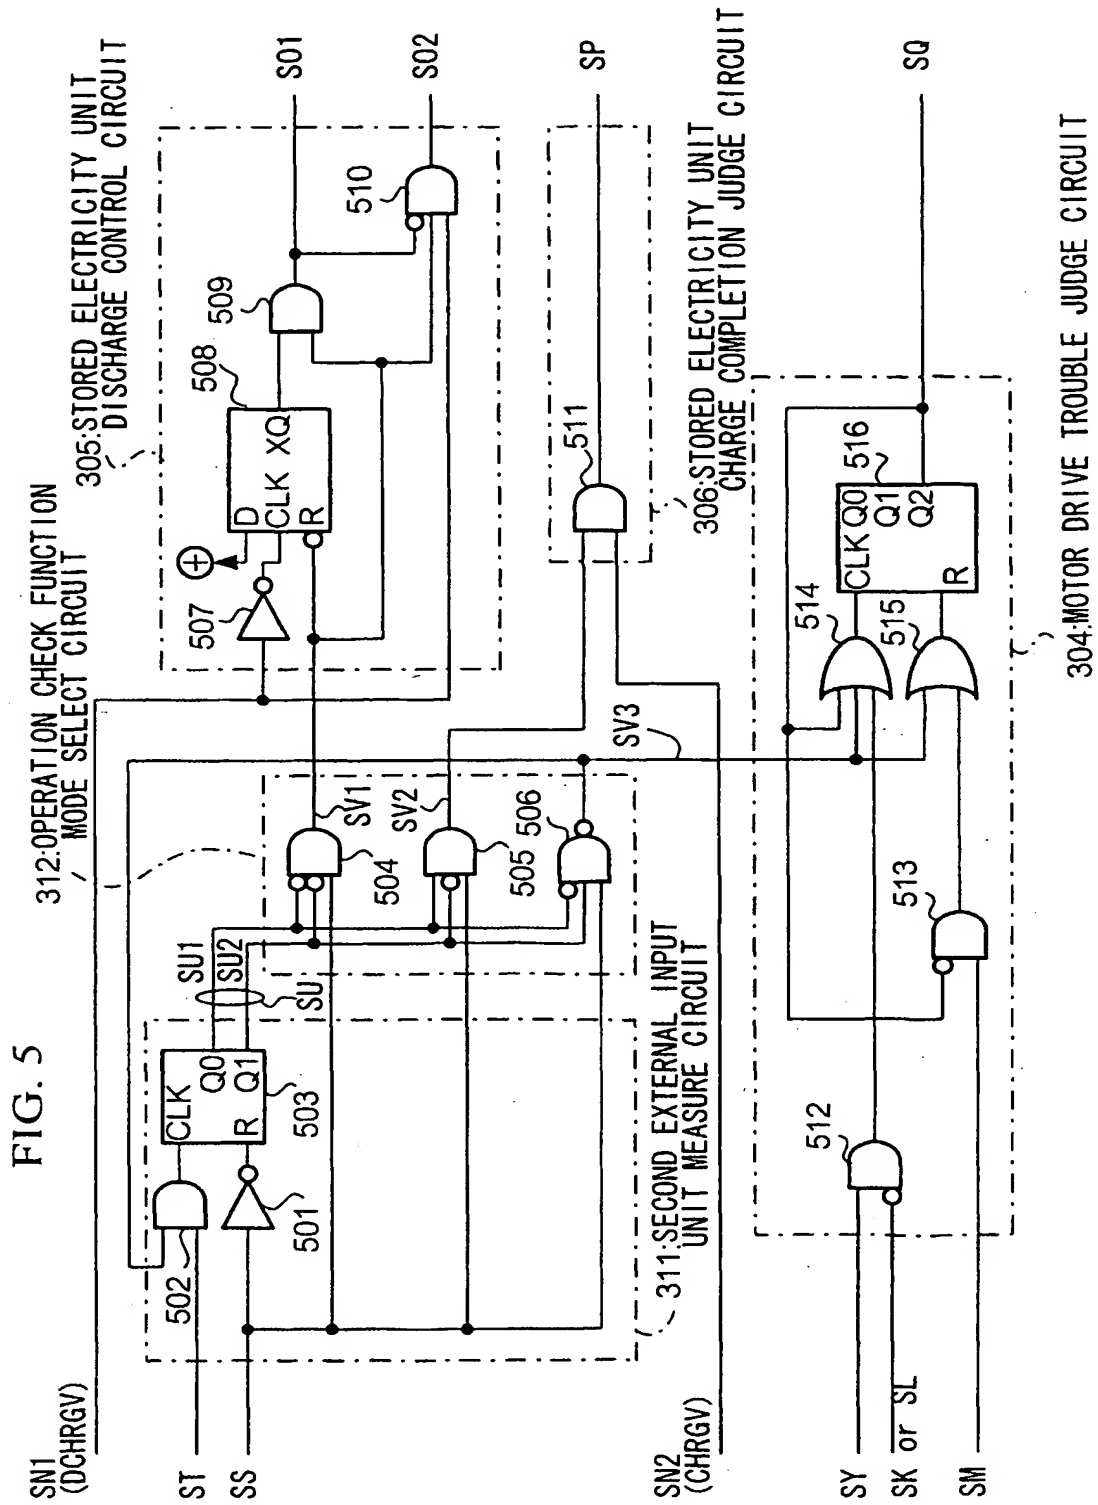 FIG. 5
SN1
(DCHRGV)
ST
SS
SN2
(CHRGV)
SY
SK or SL
SM
311:SECOND EXTERNAL INPUT
UNIT MEASURE CIRCUIT
502
501
CLK
Q0
Q1
R
503
SU1
SU2
SU
312:OPERATION CHECK FUNCTION
MODE SELECT CIRCUIT
504
505
506
SV1
SV2
SV3
305:STORED ELECTRICITY UNIT
DISCHARGE CONTROL CIRCUIT
507
D
CLK
XQ
R
508
509
510
SO1
SO2
306:STORED ELECTRICITY UNIT
CHARGE COMPLETION JUDGE CIRCUIT
511
SP
304:MOTOR DRIVE TROUBLE JUDGE CIRCUIT
512
513
514
515
CLK
Q0
Q1
Q2
R
516
SQ